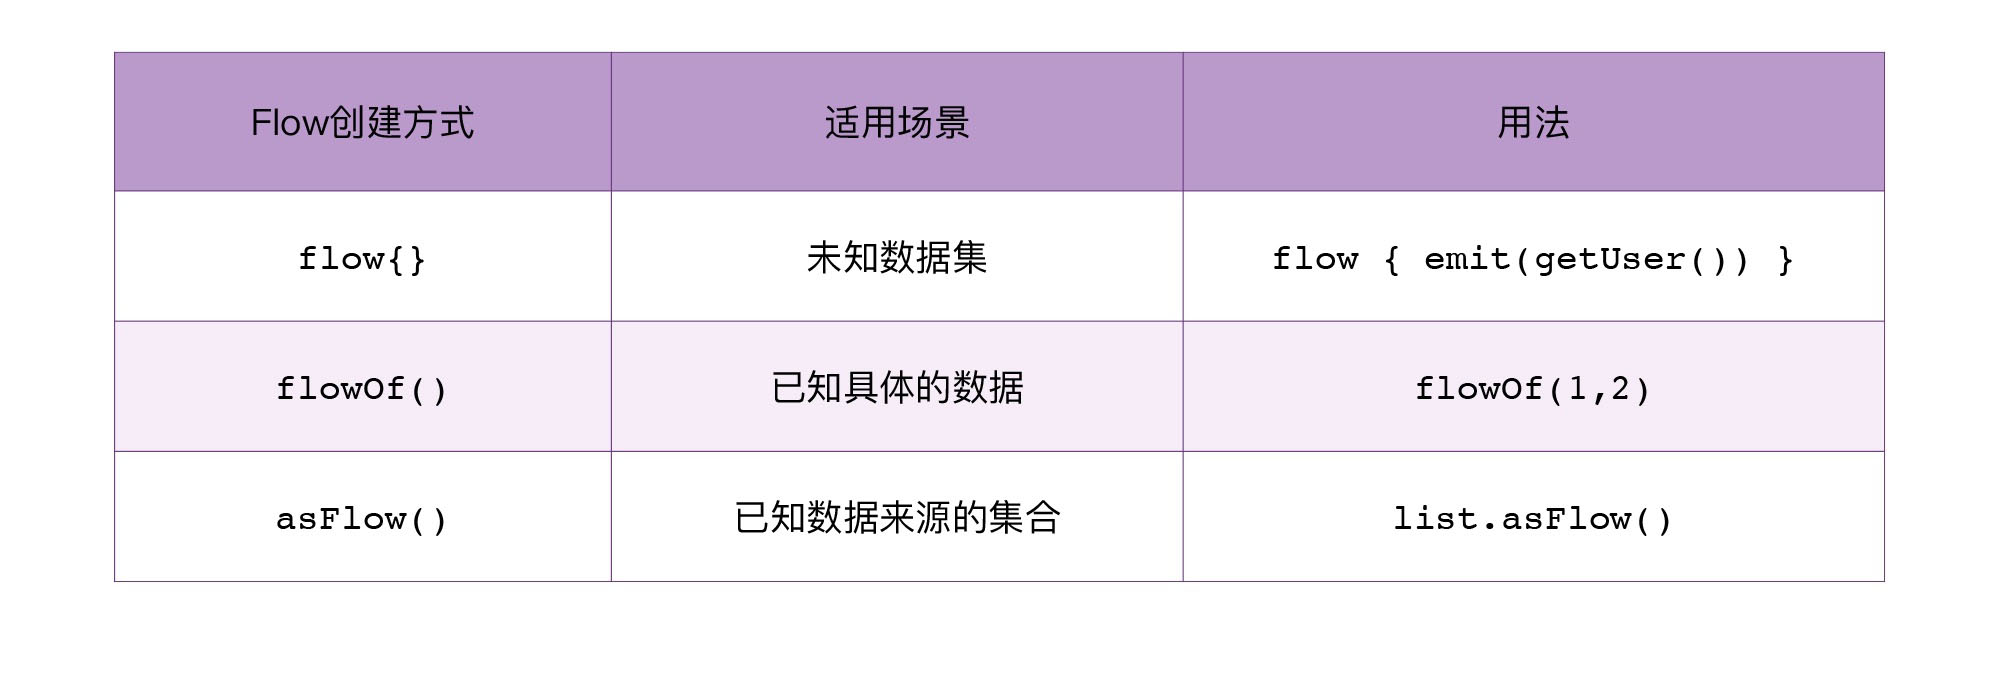 Flow创建方式 适用场景 用法
flow{} 未知数据集 flow { emit(getUser()) }
flowOf() 已知具体的数据 flowOf(1,2)
asFlow() 已知数据来源的集合 list.asFlow()